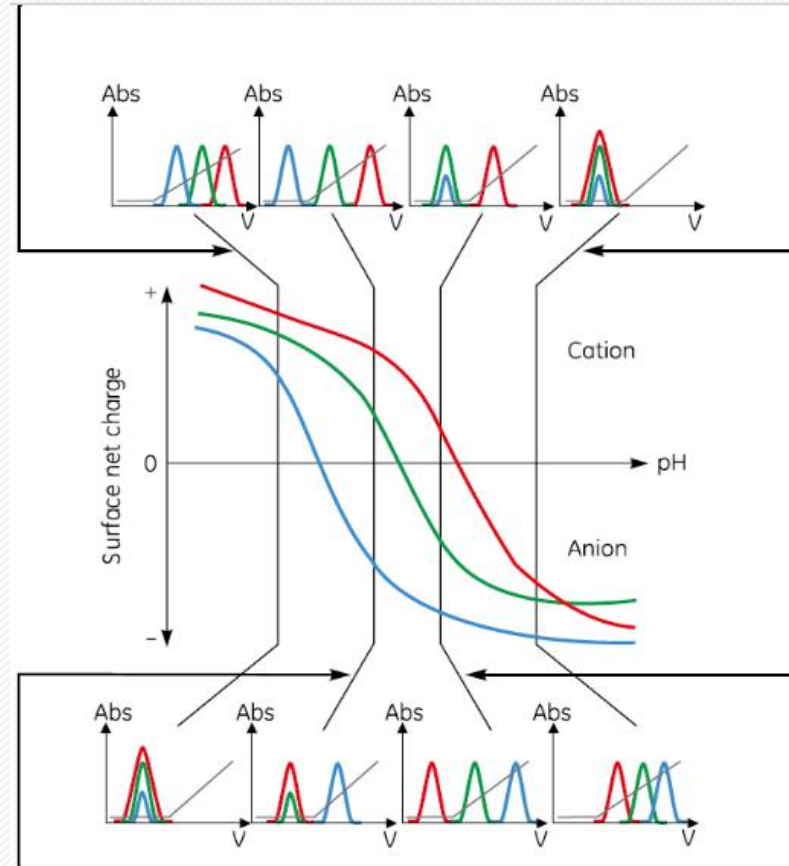 Abs Abs Abs Abs
V V V V
+
Cation
Surface net charge
0 pH
Anion
−
Abs Abs Abs Abs
V V V V